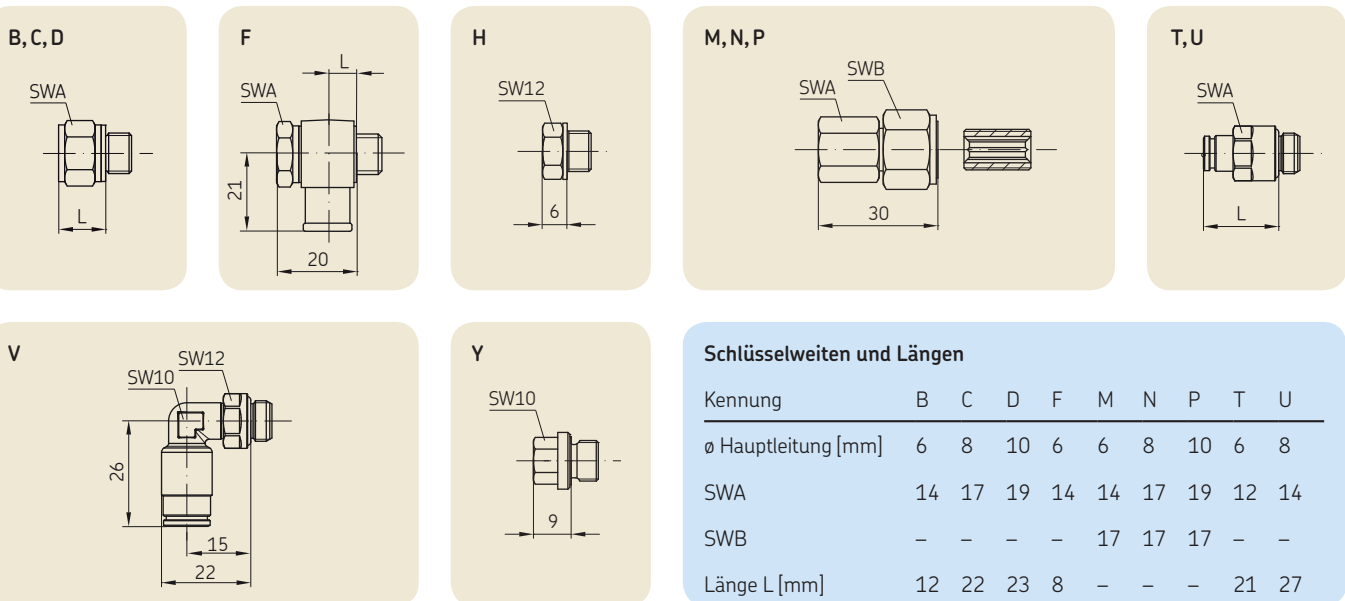 B, C, D
SWA
L
F
L
SWA
21
20
H
SW12
6
M, N, P
SWB
SWA
30
T, U
SWA
L
V
SW12
SW10
26
15
22
Y
SW10
9
Schlüsselweiten und Längen
Kennung B C D F M N P T U
ø Hauptleitung [mm] 6 8 10 6 6 8 10 6 8
SWA 14 17 19 14 14 17 19 12 14
SWB – – – – 17 17 17 – –
Länge L [mm] 12 22 23 8 – – – 21 27